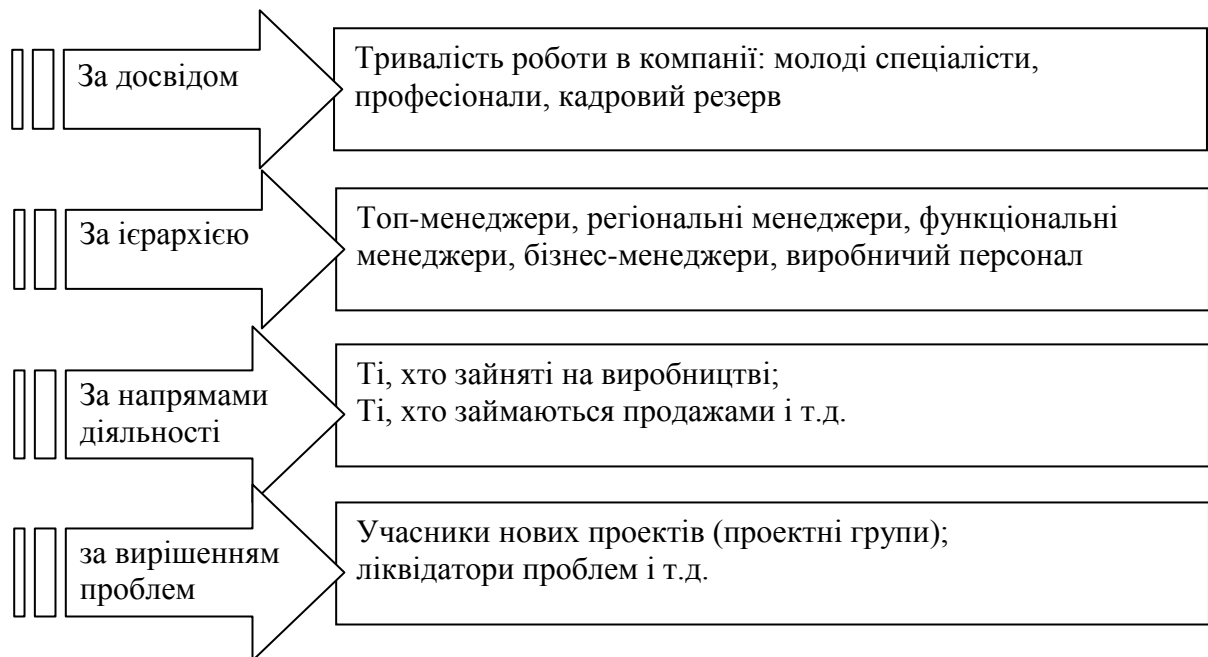 За досвідом
Тривалість роботи в компанії: молоді спеціалісти,
професіонали, кадровий резерв
За ієрархією
Топ-менеджери, регіональні менеджери, функціональні
менеджери, бізнес-менеджери, виробничий персонал
За напрямами
діяльності
Ті, хто зайняті на виробництві;
Ті, хто займаються продажами і т.д.
за вирішенням
проблем
Учасники нових проектів (проектні групи);
ліквідатори проблем і т.д.